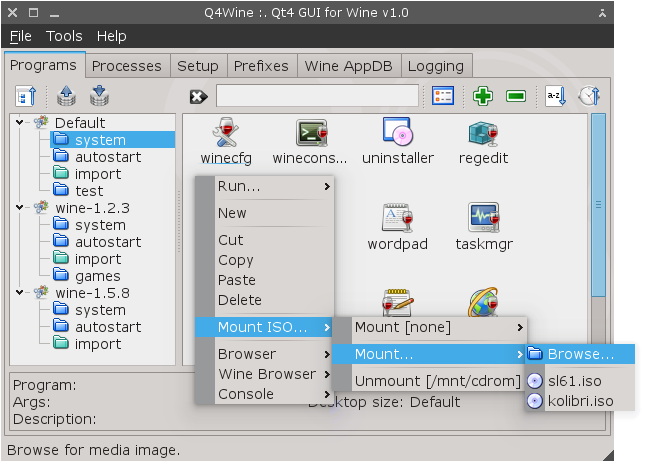 Q4Wine :. Qt4 GUI for Wine v1.0
File Tools Help
Programs Processes Setup Prefixes Wine AppDB Logging
a-z
Default
system
autostart
import
test
wine-1.2.3
system
autostart
import
games
wine-1.5.8
system
autostart
import
winecfg winecons... uninstaller regedit
wordpad taskmgr
Run...
New
Cut
Copy
Paste
Delete
Mount ISO...
Browser
Wine Browser
Console
Mount [none]
Mount...
Unmount [/mnt/cdrom]
Browse...
sl61.iso
kolibri.iso
Program:
Args:
Desktop size: Default
Description:
Browse for media image.